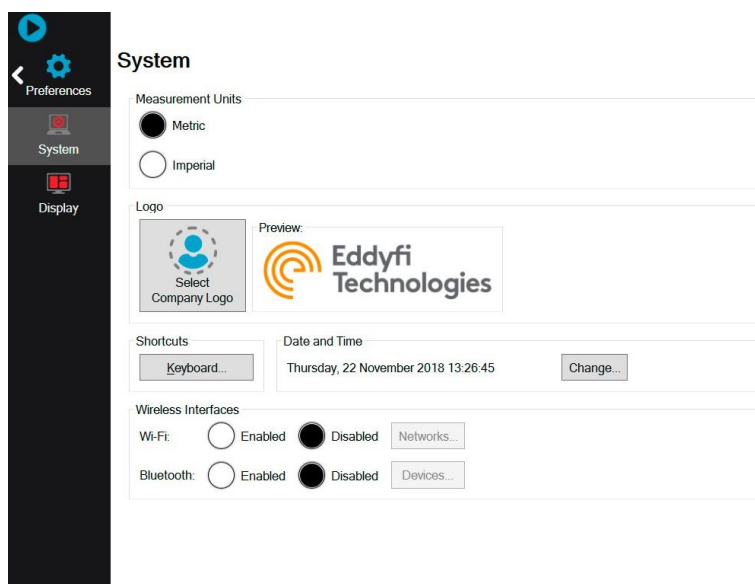 Preferences
System
Display
System
Measurement Units
Metric
Imperial
Logo
Select
Company Logo
Preview:
Eddyfi
Technologies
Shortcuts
Keyboard...
Date and Time
Thursday, 22 November 2018 13:26:45
Change...
Wireless Interfaces
Wi-Fi: Enabled Disabled Networks...
Bluetooth: Enabled Disabled Devices...